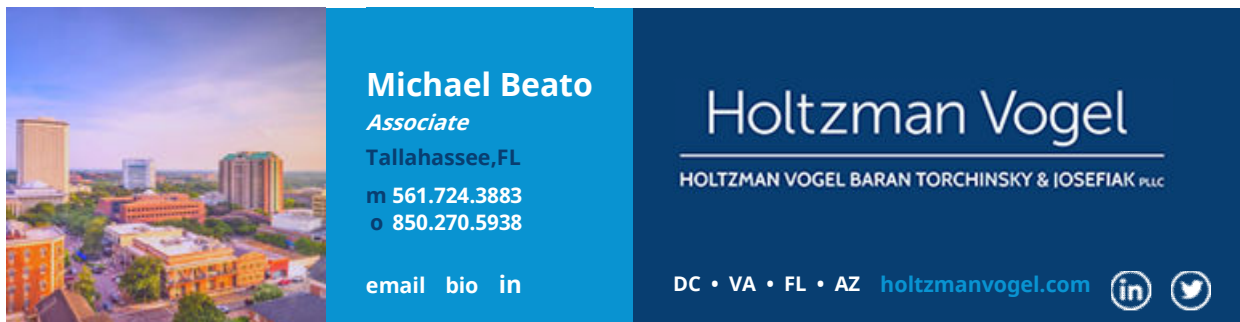 Michael Beato
Associate
Tallahassee,FL
m 561.724.3883
o 850.270.5938
email bio in
Holtzman Vogel
HOLTZMAN VOGEL BARAN TORCHINSKY & JOSEFIAK PLLC
DC • VA • FL • AZ holtzmanvogel.com in